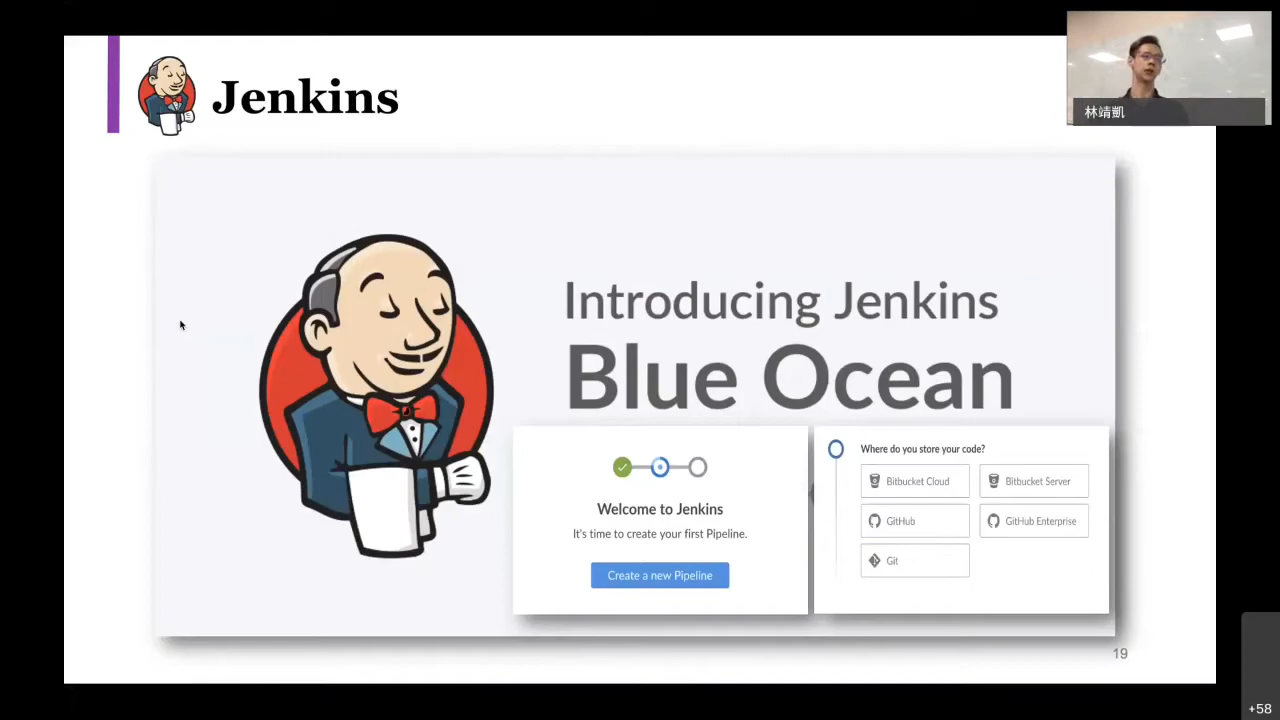 Jenkins
林靖凱
Introducing Jenkins
Blue Ocean
Welcome to Jenkins
It's time to create your first Pipeline.
Create a new Pipeline
Where do you store your code?
Bitbucket Cloud
Bitbucket Server
GitHub
GitHub Enterprise
Git
19
+58